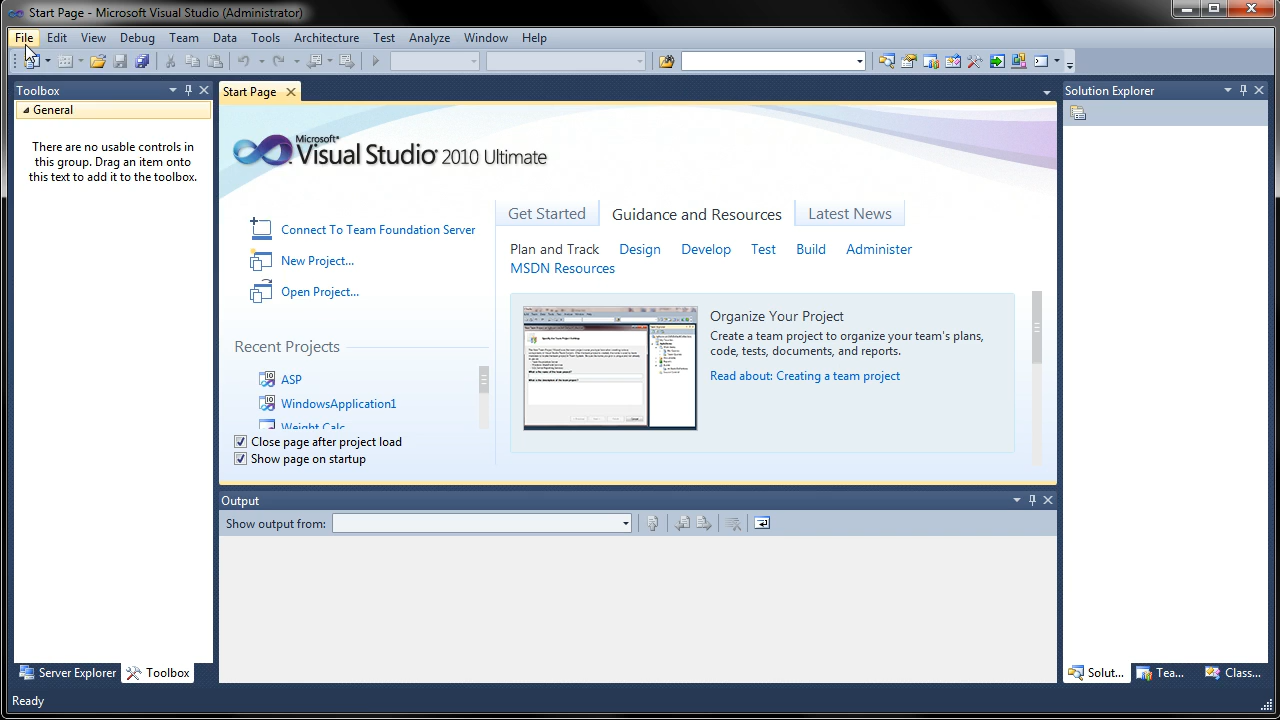 Start Page - Microsoft Visual Studio (Administrator)
File Edit View Debug Team Data Tools Architecture Test Analyze Window Help
Toolbox
General
There are no usable controls in
this group. Drag an item onto
this text to add it to the toolbox.
Server Explorer
Toolbox
Start Page
Microsoft®
Visual Studio® 2010 Ultimate
Connect To Team Foundation Server
New Project...
Open Project...
Recent Projects
ASP
WindowsApplication1
Weight Calc
Close page after project load
Show page on startup
Get Started
Guidance and Resources
Latest News
Plan and Track Design Develop Test Build Administer
MSDN Resources
Organize Your Project
Create a team project to organize your team's plans,
code, tests, documents, and reports.
Read about: Creating a team project
Output
Show output from:
Solution Explorer
Solut...
Tea...
Class...
Ready